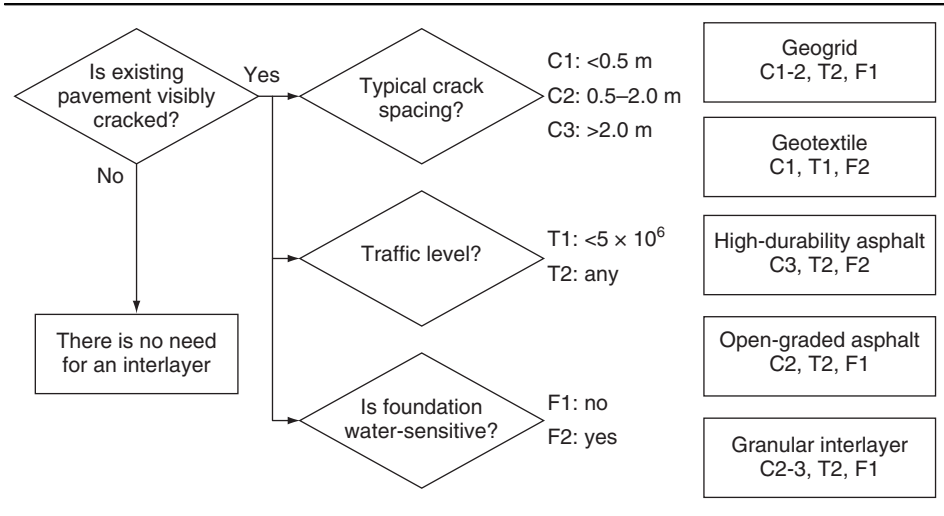 Is existing
pavement visibly
cracked?
Yes
No
There is no need
for an interlayer
Typical crack
spacing?
C1: <0.5 m
C2: 0.5–2.0 m
C3: >2.0 m
Traffic level?
T1: <5 × 10⁶
T2: any
Is foundation
water-sensitive?
F1: no
F2: yes
Geogrid
C1-2, T2, F1
Geotextile
C1, T1, F2
High-durability asphalt
C3, T2, F2
Open-graded asphalt
C2, T2, F1
Granular interlayer
C2-3, T2, F1